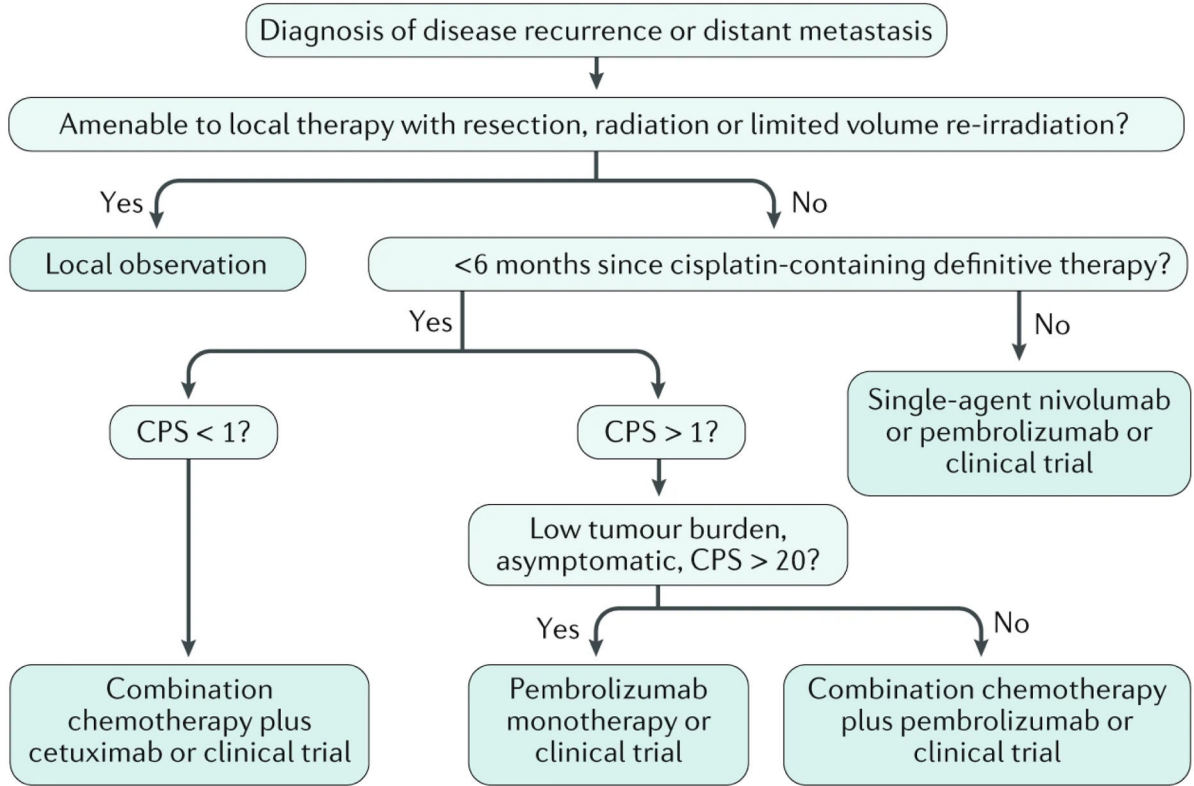 Diagnosis of disease recurrence or distant metastasis
Amenable to local therapy with resection, radiation or limited volume re-irradiation?
Yes
No
Local observation
<6 months since cisplatin-containing definitive therapy?
Yes
No
CPS < 1?
CPS > 1?
Single-agent nivolumab
or pembrolizumab or
clinical trial
Low tumour burden,
asymptomatic, CPS > 20?
Yes
No
Combination
chemotherapy plus
cetuximab or clinical trial
Pembrolizumab
monotherapy or
clinical trial
Combination chemotherapy
plus pembrolizumab or
clinical trial